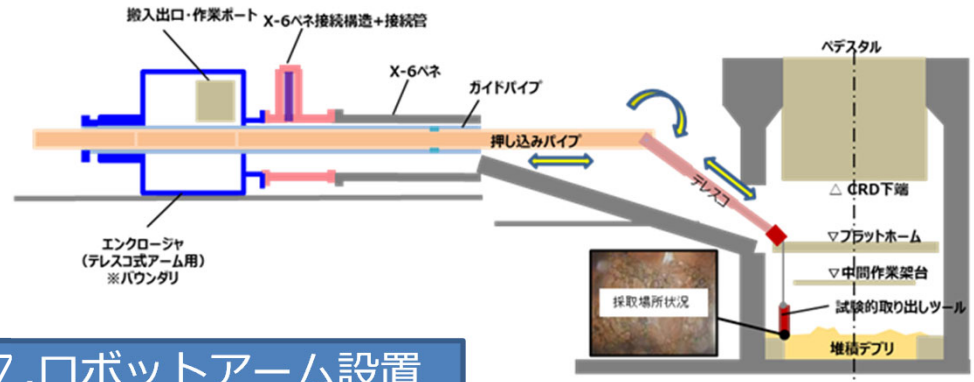 搬入出口・作業ポート
X-6ペネ接続構造+接続管
X-6ペネ
ガイドパイプ
押し込みパイプ
テレスコ
ペデスタル
△ CRD下端
▽プラットホーム
▽中間作業架台
試験的取り出しツール
堆積デブリ
採取場所状況
エンクロージャ
(テレスコ式アーム用)
※バウンダリ
7.ロボットアーム設置